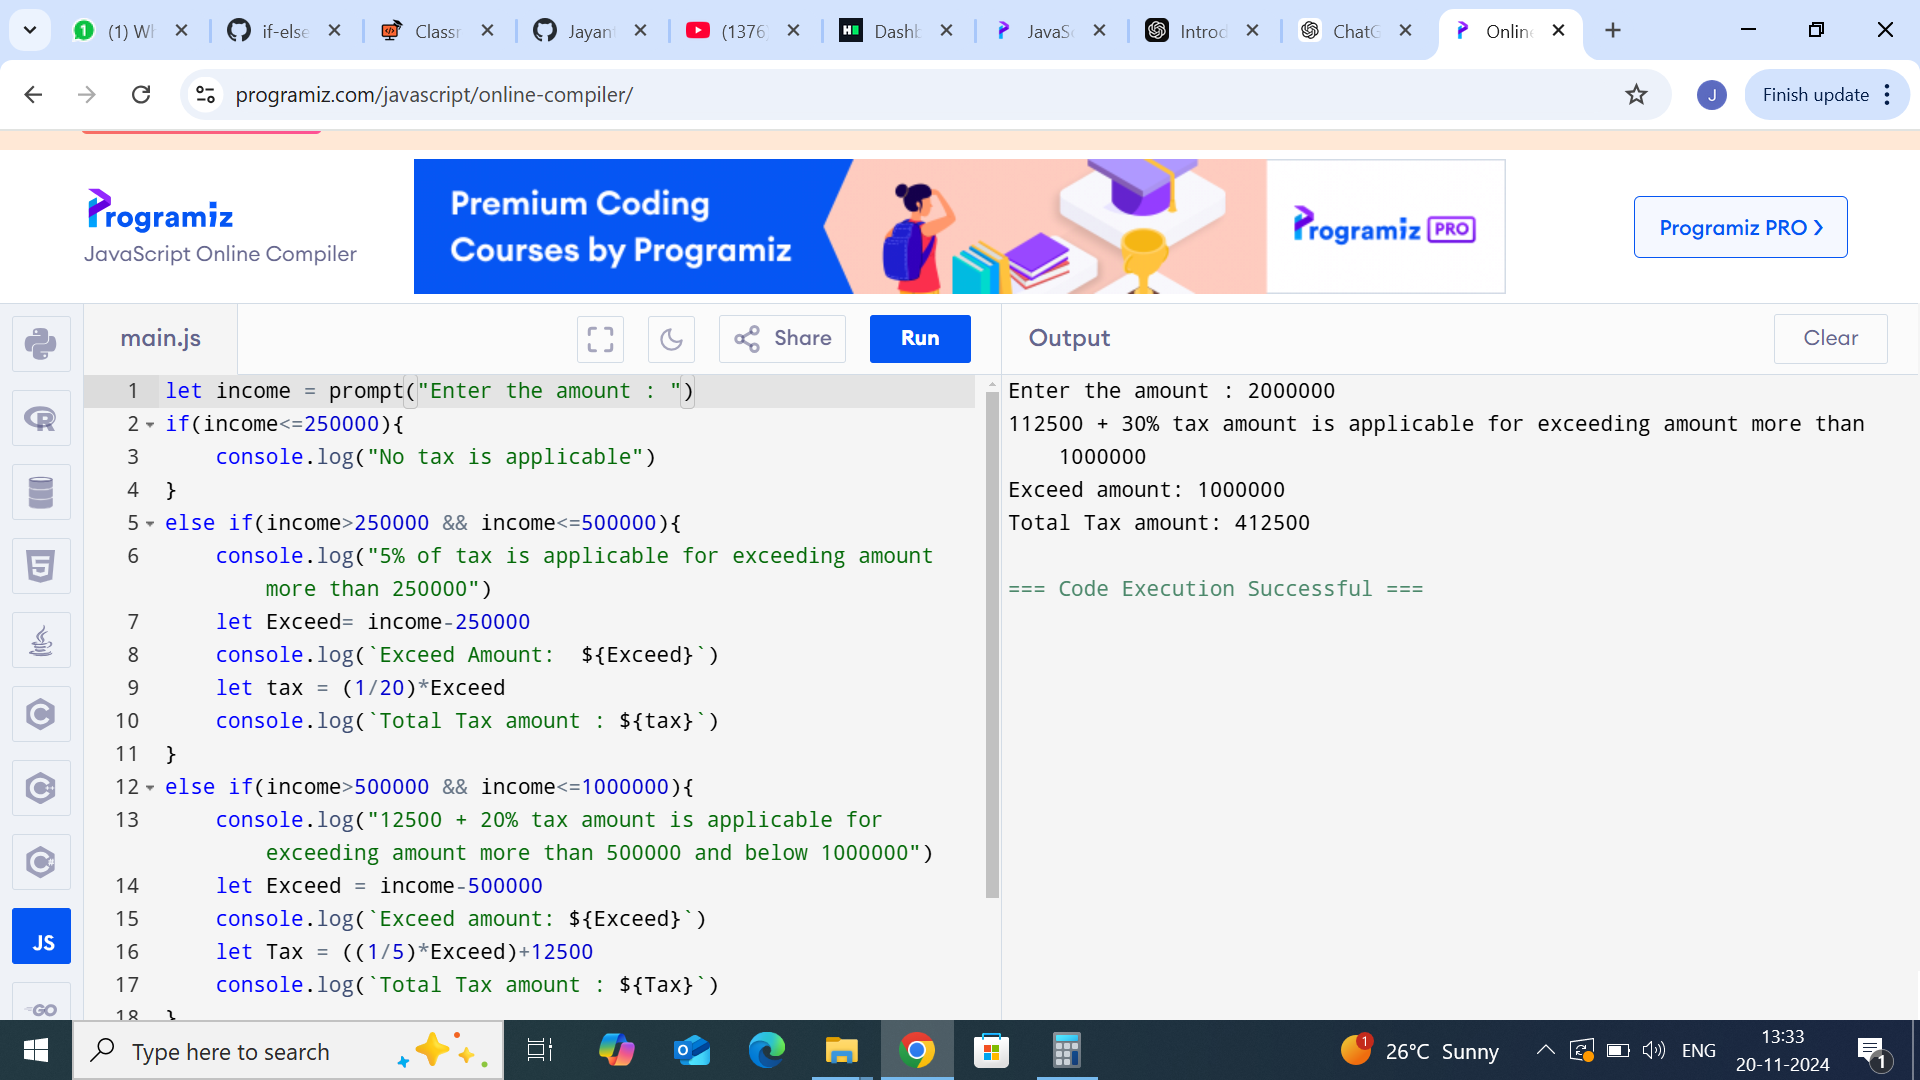 (1) Wh
if-else
Classr
Jayan
(1376
Dashb
JavaSc
Introd
ChatG
Online
programiz.com/javascript/online-compiler/
J
Finish update
Programiz
JavaScript Online Compiler
Premium Coding
Courses by Programiz
Programiz PRO
Programiz PRO ›
main.js
Share
Run
Output
Clear
1 let income = prompt("Enter the amount : ")
2 if(income<=250000){
3 console.log("No tax is applicable")
4 }
5 else if(income>250000 && income<=500000){
6 console.log("5% of tax is applicable for exceeding amount
more than 250000")
7 let Exceed= income-250000
8 console.log(`Exceed Amount:  ${Exceed}`)
9 let tax = (1/20)*Exceed
10 console.log(`Total Tax amount : ${tax}`)
11 }
12 else if(income>500000 && income<=1000000){
13 console.log("12500 + 20% tax amount is applicable for
exceeding amount more than 500000 and below 1000000")
14 let Exceed = income-500000
15 console.log(`Exceed amount: ${Exceed}`)
16 let Tax = ((1/5)*Exceed)+12500
17 console.log(`Total Tax amount : ${Tax}`)
18 }
Enter the amount : 2000000
112500 + 30% tax amount is applicable for exceeding amount more than
1000000
Exceed amount: 1000000
Total Tax amount: 412500
=== Code Execution Successful ===
JS
GO
Type here to search
1
26°C Sunny
ENG
13:33
20-11-2024
1